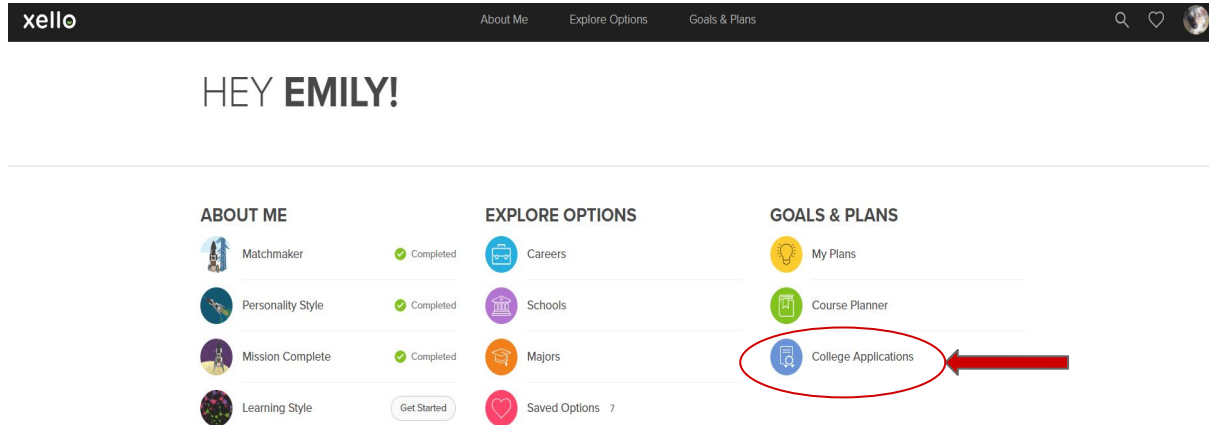 xello
About Me Explore Options Goals & Plans
HEY EMILY!
ABOUT ME
Matchmaker Completed
Personality Style Completed
Mission Complete Completed
Learning Style Get Started
EXPLORE OPTIONS
Careers
Schools
Majors
Saved Options 7
GOALS & PLANS
My Plans
Course Planner
College Applications